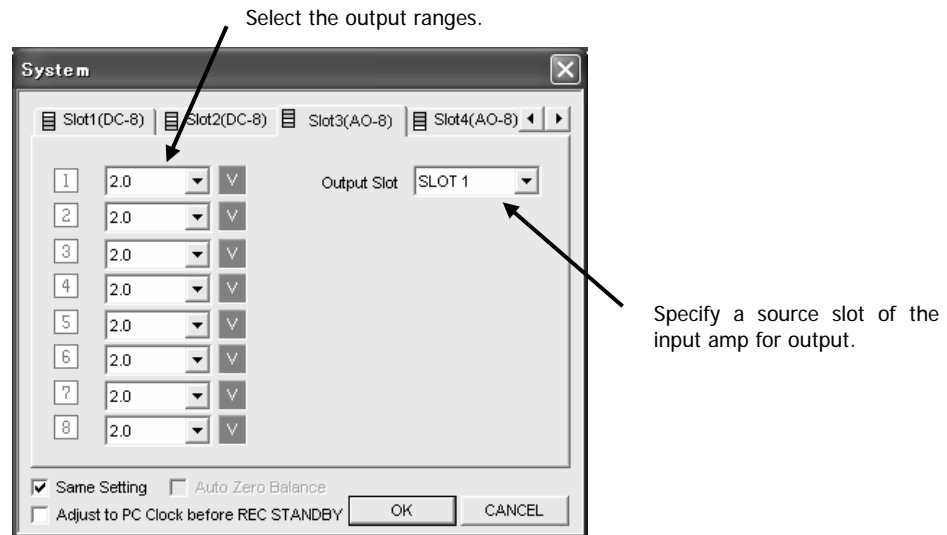 Select the output ranges.
System
Slot1(DC-8) Slot2(DC-8) Slot3(AO-8) Slot4(AO-8)
1 2.0 V Output Slot SLOT 1
2 2.0 V
3 2.0 V
4 2.0 V
5 2.0 V
6 2.0 V
7 2.0 V
8 2.0 V
Specify a source slot of the
input amp for output.
Same Setting Auto Zero Balance
Adjust to PC Clock before REC STANDBY OK CANCEL